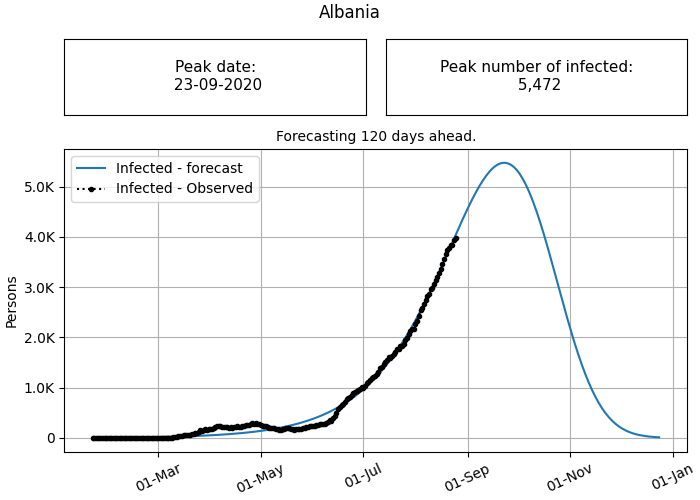 Albania
Peak date:
23-09-2020
Peak number of infected:
5,472
Forecasting 120 days ahead.
Infected - forecast
Infected - Observed
5.0K
4.0K
3.0K
2.0K
1.0K
0
Persons
01-Mar
01-May
01-Jul
01-Sep
01-Nov
01-Jan